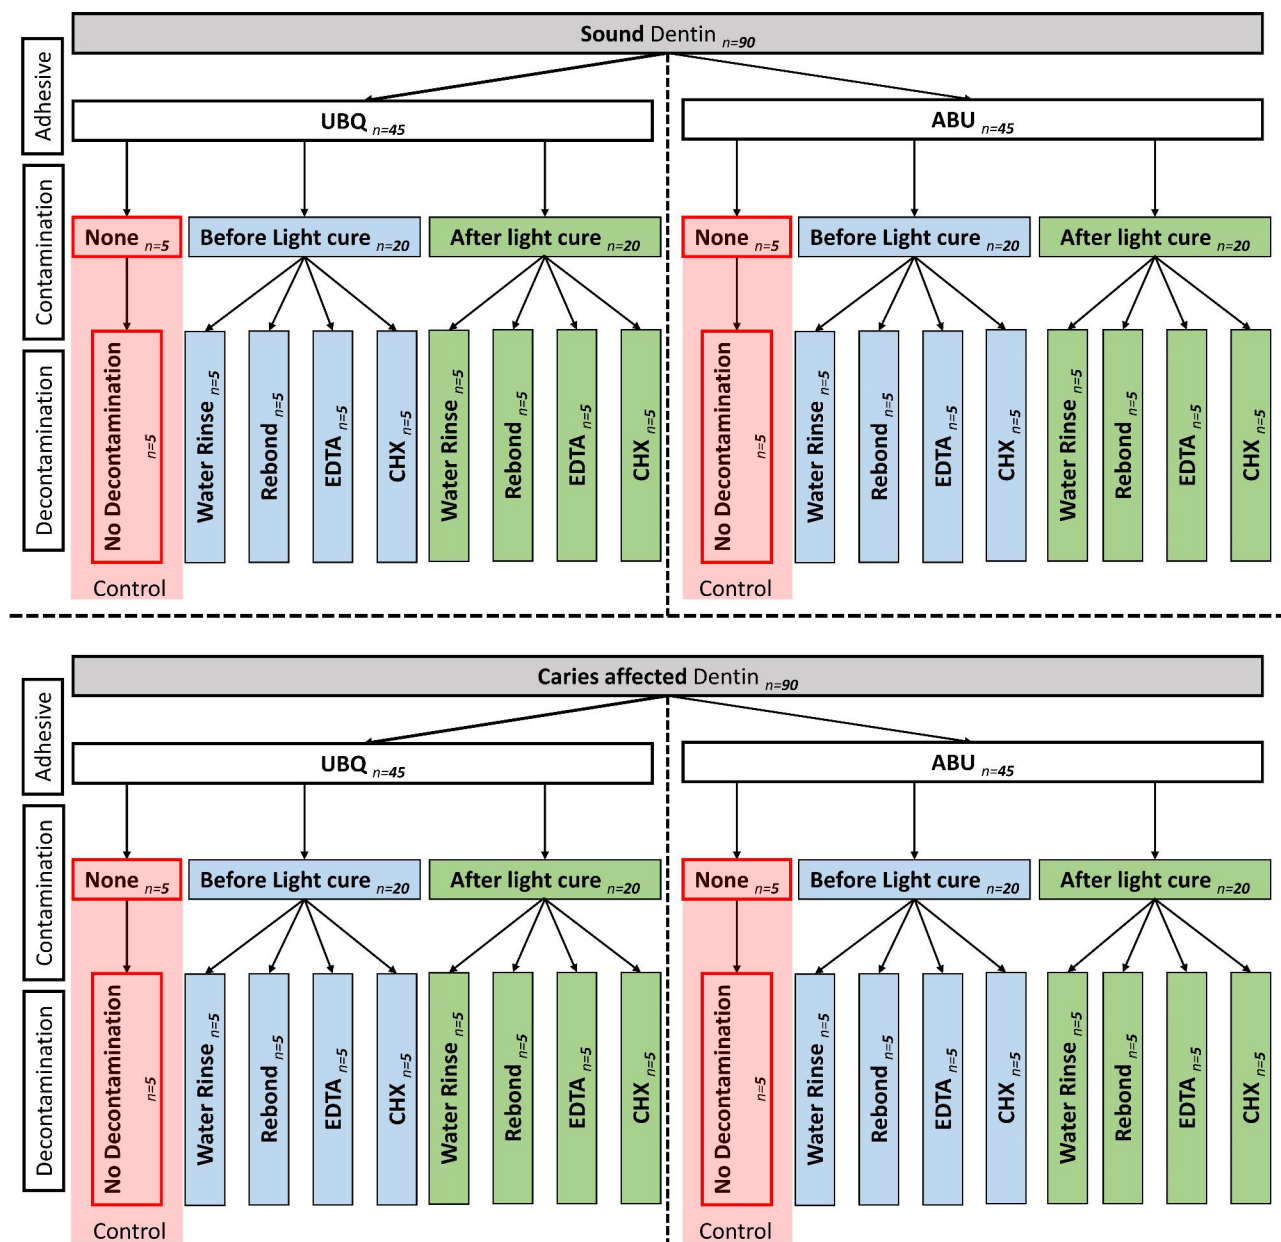 Adhesive
Sound Dentin n=90
UBQ n=45
ABU n=45
Contamination
None n=5
Before Light cure n=20
After light cure n=20
None n=5
Before Light cure n=20
After light cure n=20
Decontamination
No Decontamination
n=5
Water Rinse n=5
Rebond n=5
EDTA n=5
CHX n=5
Water Rinse n=5
Rebond n=5
EDTA n=5
CHX n=5
No Decontamination
n=5
Water Rinse n=5
Rebond n=5
EDTA n=5
CHX n=5
Water Rinse n=5
Rebond n=5
EDTA n=5
CHX n=5
Control
Control
Adhesive
Caries affected Dentin n=90
UBQ n=45
ABU n=45
Contamination
None n=5
Before Light cure n=20
After light cure n=20
None n=5
Before Light cure n=20
After light cure n=20
Decontamination
No Decontamination
n=5
Water Rinse n=5
Rebond n=5
EDTA n=5
CHX n=5
Water Rinse n=5
Rebond n=5
EDTA n=5
CHX n=5
No Decontamination
n=5
Water Rinse n=5
Rebond n=5
EDTA n=5
CHX n=5
Water Rinse n=5
Rebond n=5
EDTA n=5
CHX n=5
Control
Control